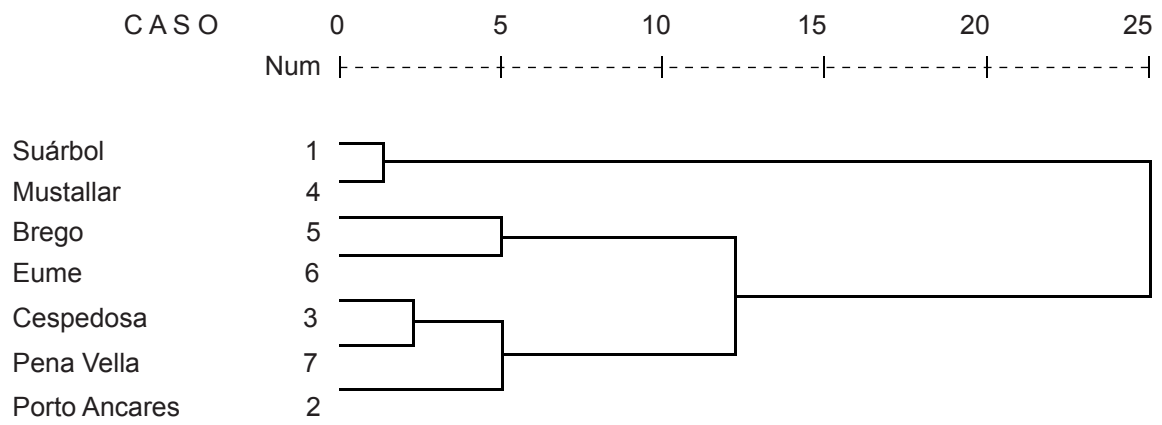 C A S O 0 5 10 15 20 25
Num
Suárbol 1
Mustallar 4
Brego 5
Eume 6
Cespedosa 3
Pena Vella 7
Porto Ancares 2